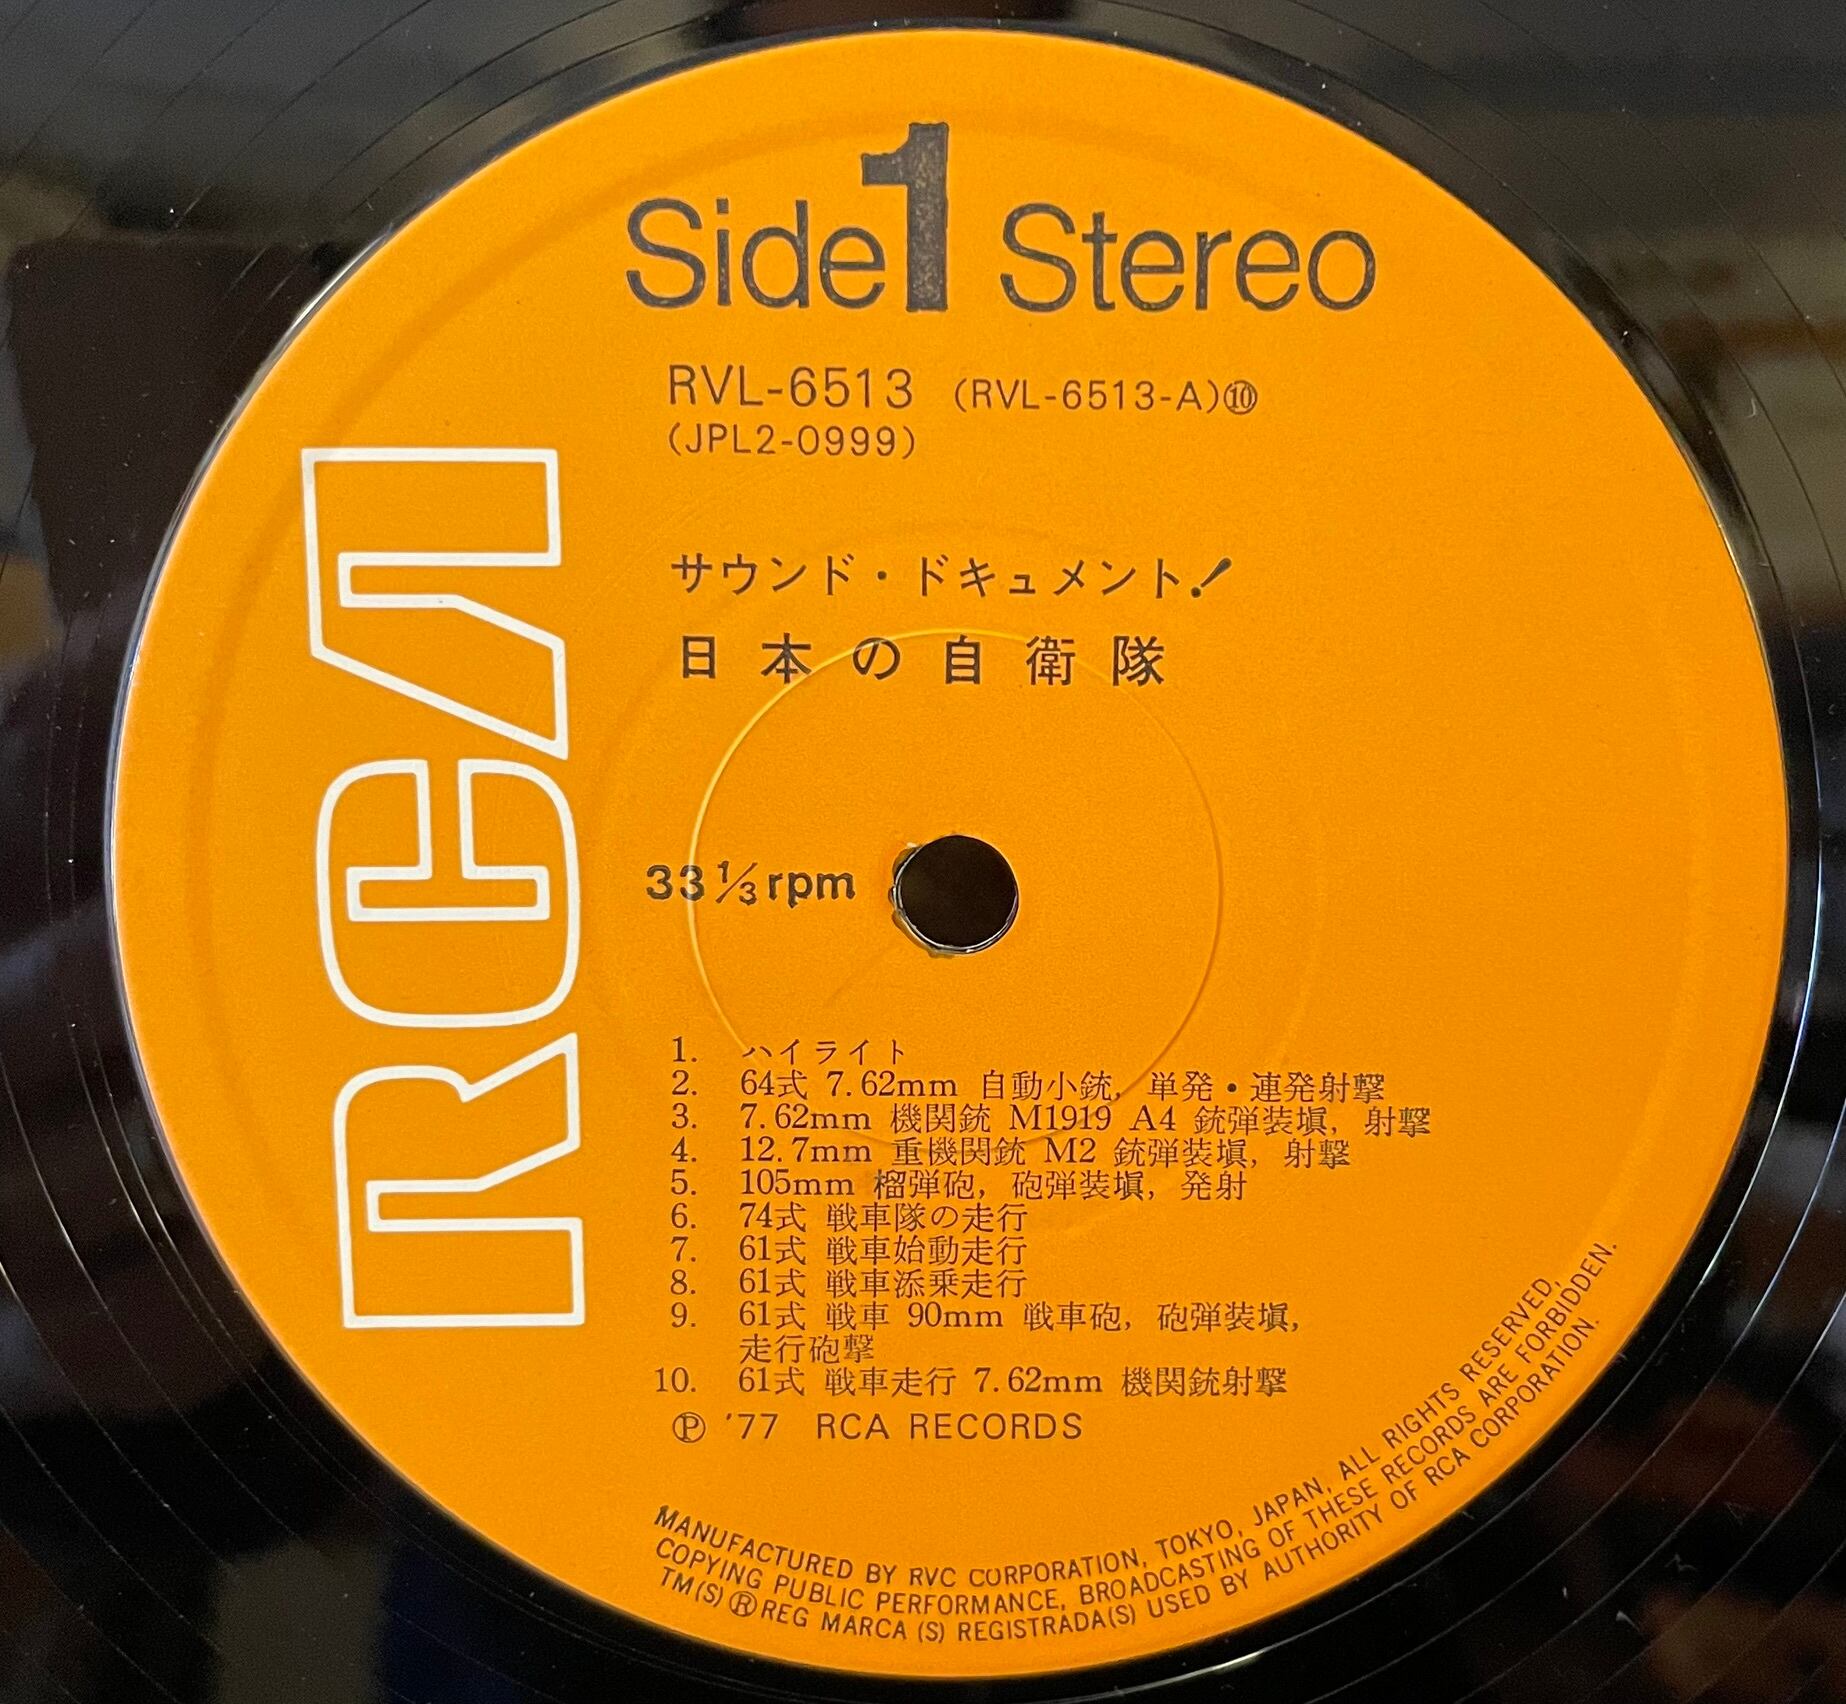 Side 1 Stereo
RVL-6513 (RVL-6513-A)⑩
(JPL2-0999)
サウンド・ドキュメント!
日本の自衛隊
RCA
33 1/3 rpm
1. ハイライト
2. 64式 7.62mm 自動小銃, 単発・連発射撃
3. 7.62mm 機関銃 M1919 A4 銃弾装塡, 射撃
4. 12.7mm 重機関銃 M2 銃弾装塡, 射撃
5. 105mm 榴弾砲, 砲弾装塡, 発射
6. 74式 戦車隊の走行
7. 61式 戦車始動走行
8. 61式 戦車添乗走行
9. 61式 戦車 90mm 戦車砲, 砲弾装塡,
走行砲撃
10. 61式 戦車走行 7.62mm 機関銃射撃
℗ '77 RCA RECORDS
MANUFACTURED BY RVC CORPORATION, TOKYO, JAPAN, ALL RIGHTS RESERVED,
COPYING PUBLIC PERFORMANCE, BROADCASTING OF THESE RECORDS ARE FORBIDDEN.
TM(S) ® REG MARCA (S) REGISTRADA(S) USED BY AUTHORITY OF RCA CORPORATION.